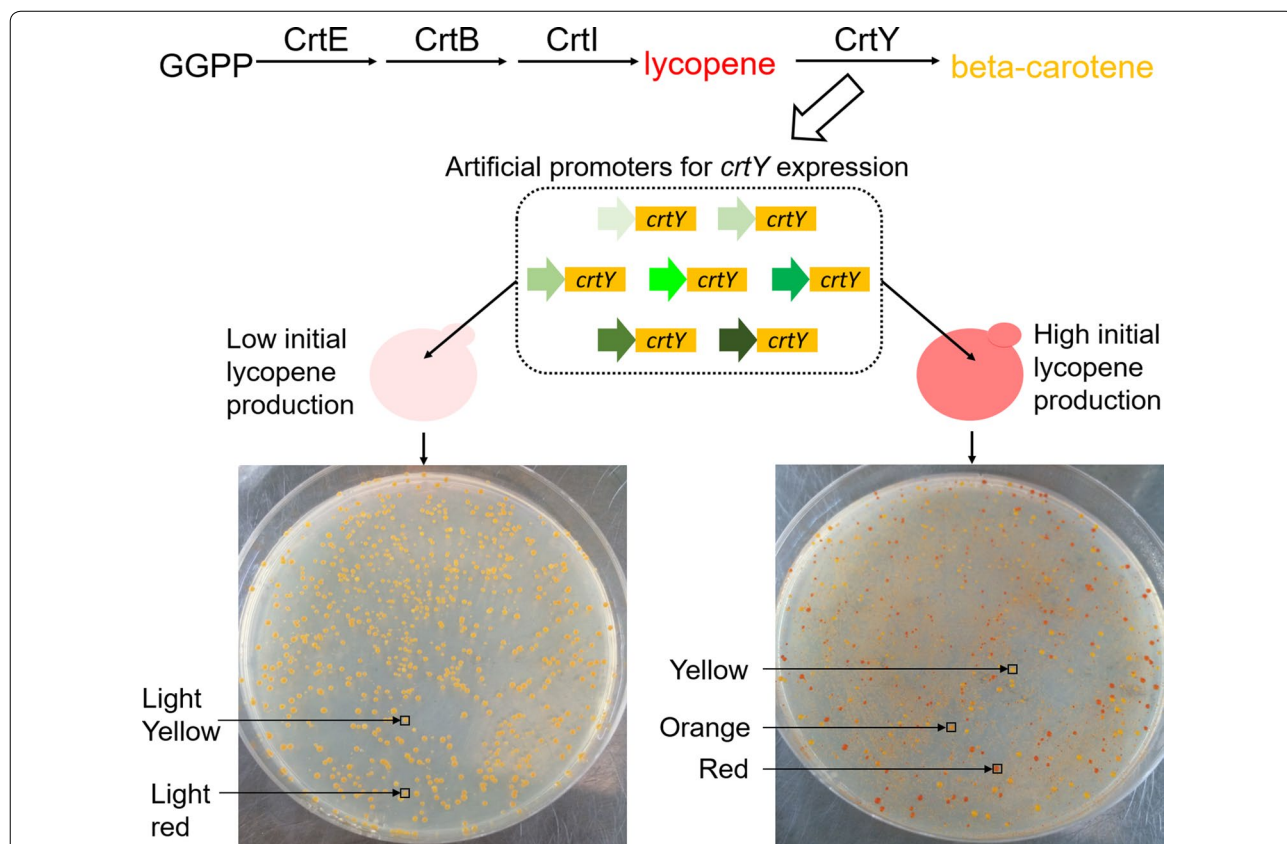 CrtE CrtB CrtI CrtY
GGPP lycopene beta-carotene
Artificial promoters for crtY expression
crtY crtY
crtY crtY crtY
crtY crtY
Low initial
lycopene
production
High initial
lycopene
production
Light
Yellow
Light
red
Yellow
Orange
Red